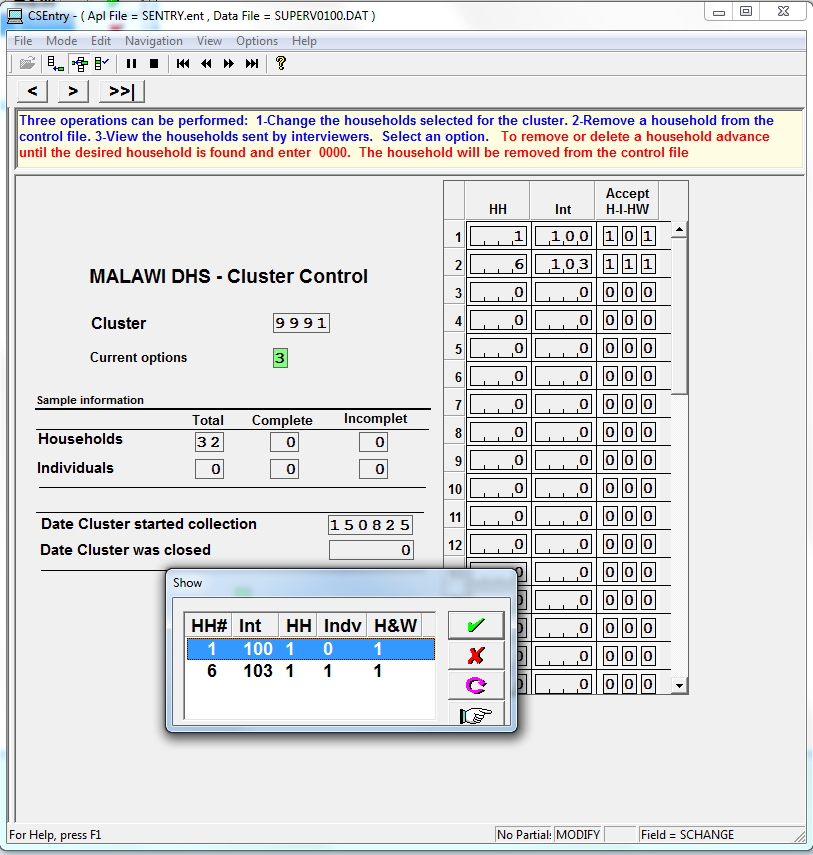 CSEntry - ( Apl File = SENTRY.ent , Data File = SUPERV0100.DAT )
File Mode Edit Navigation View Options Help
< > >>|
Three operations can be performed: 1-Change the households selected for the cluster. 2-Remove a household from the
control file. 3-View the households sent by interviewers. Select an option. To remove or delete a household advance
until the desired household is found and enter 0000. The household will be removed from the control file
MALAWI DHS - Cluster Control
Cluster 9991
Current options 3
Sample information
Total Complete Incomplet
Households 32 0 0
Individuals 0 0 0
Date Cluster started collection 150825
Date Cluster was closed 0
Accept
HH Int H-I-HW
1 1 100 1 0 1
2 6 103 1 1 1
3 0 0 0 0 0
4 0 0 0 0 0
5 0 0 0 0 0
6 0 0 0 0 0
7 0 0 0 0 0
8 0 0 0 0 0
9 0 0 0 0 0
10 0 0 0 0 0
11 0 0 0 0 0
12 0 0 0 0 0
0 0 0 0 0
0 0 0 0 0
0 0 0 0 0
0 0 0 0 0
0 0 0 0 0
Show
HH# Int HH Indv H&W
1 100 1 0 1
6 103 1 1 1
For Help, press F1
No Partial: MODIFY Field = SCHANGE